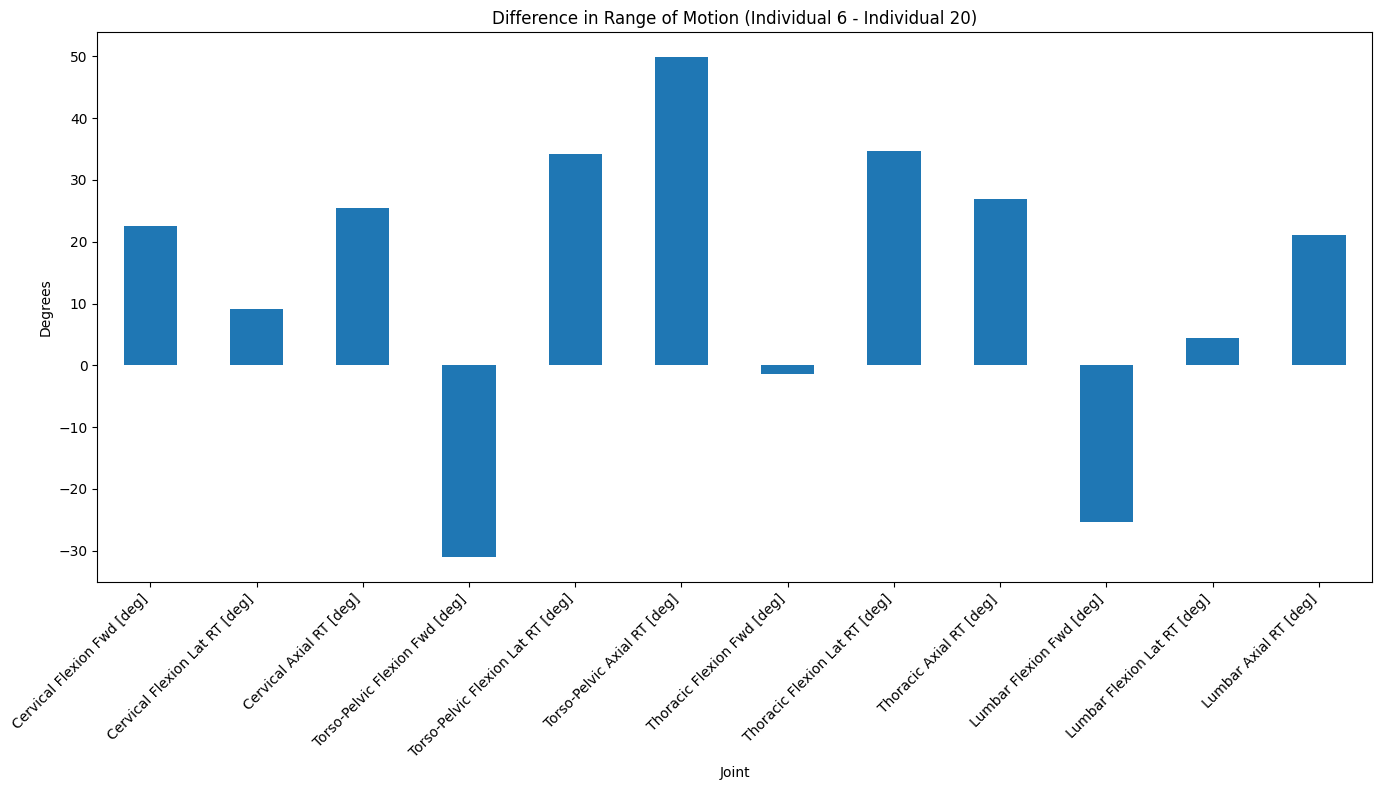 Difference in Range of Motion (Individual 6 - Individual 20)
Degrees
50
40
30
20
10
0
−10
−20
−30
Cervical Flexion Fwd [deg]
Cervical Flexion Lat RT [deg]
Cervical Axial RT [deg]
Torso-Pelvic Flexion Fwd [deg]
Torso-Pelvic Flexion Lat RT [deg]
Torso-Pelvic Axial RT [deg]
Thoracic Flexion Fwd [deg]
Thoracic Flexion Lat RT [deg]
Thoracic Axial RT [deg]
Lumbar Flexion Fwd [deg]
Lumbar Flexion Lat RT [deg]
Lumbar Axial RT [deg]
Joint